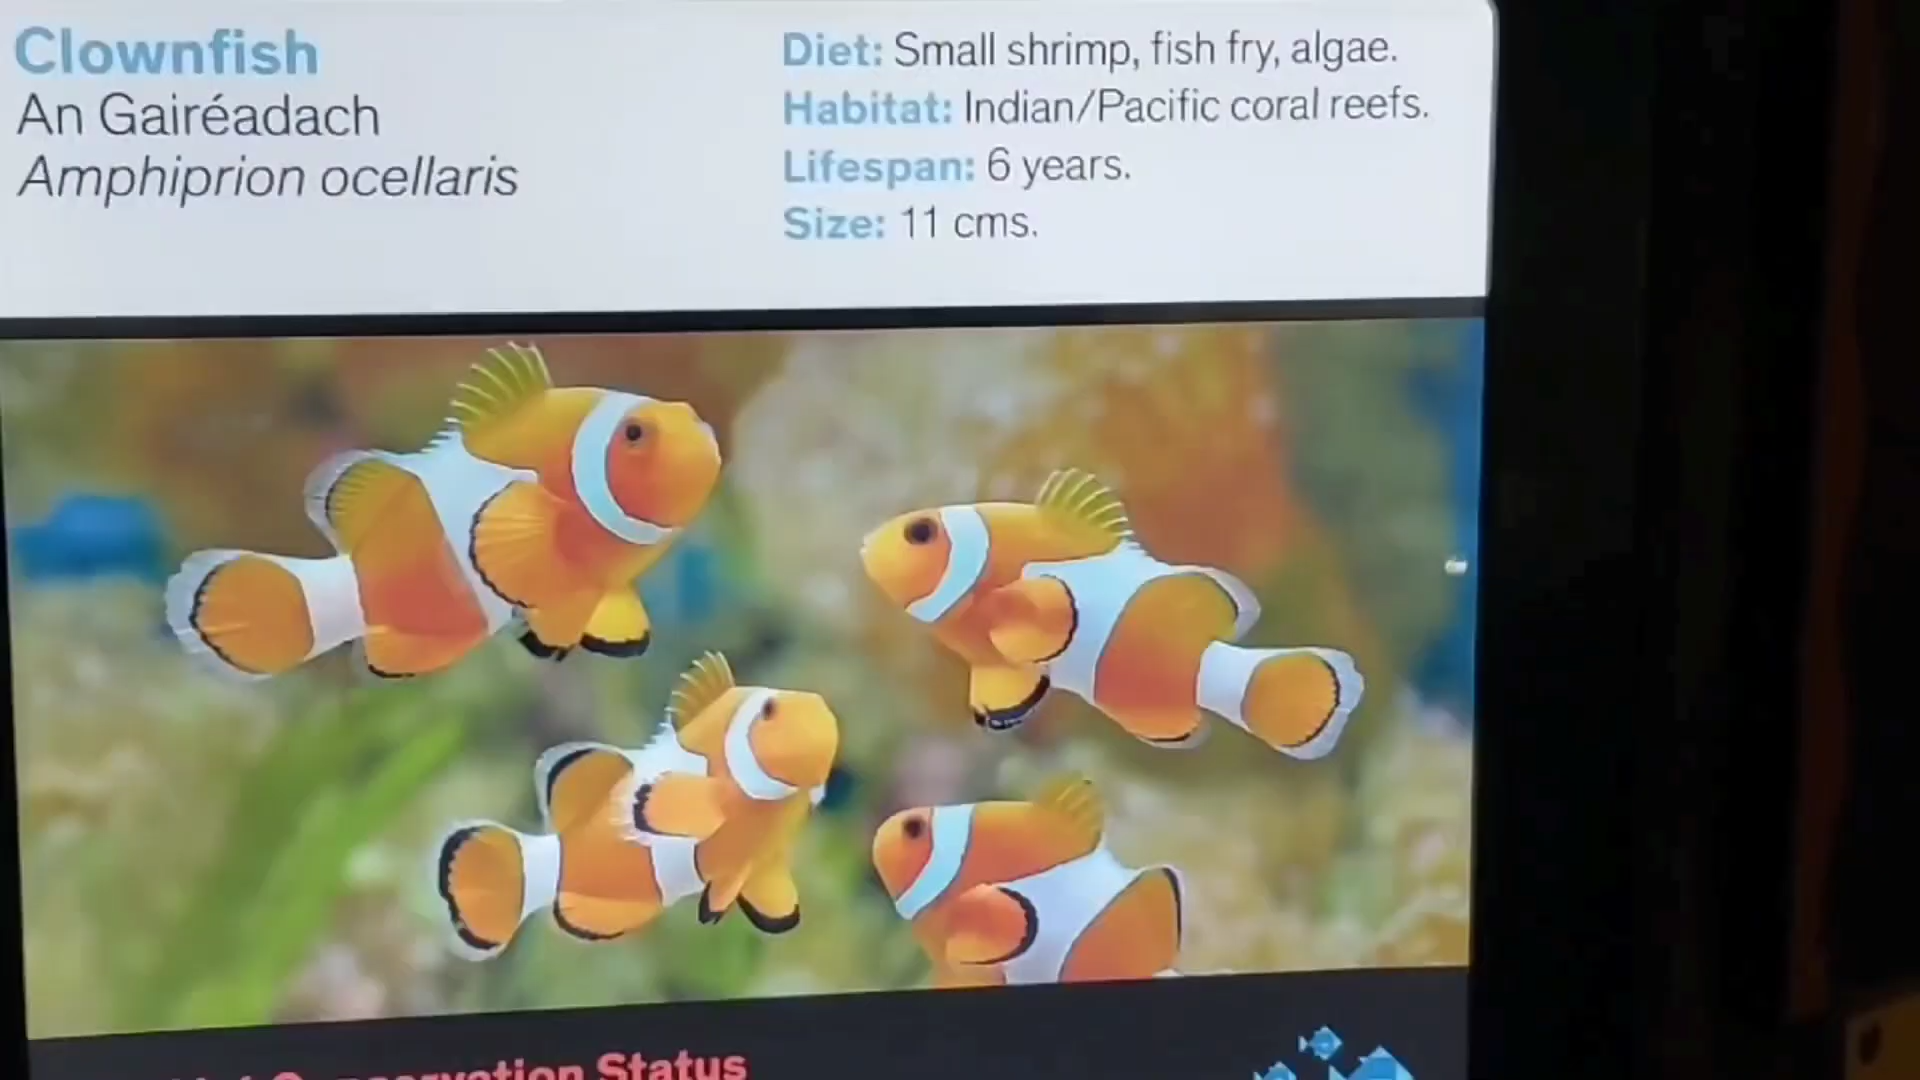 Clownfish
An Gairéadach
Amphiprion ocellaris
Diet: Small shrimp, fish fry, algae.
Habitat: Indian/Pacific coral reefs.
Lifespan: 6 years.
Size: 11 cms.
Conservation Status